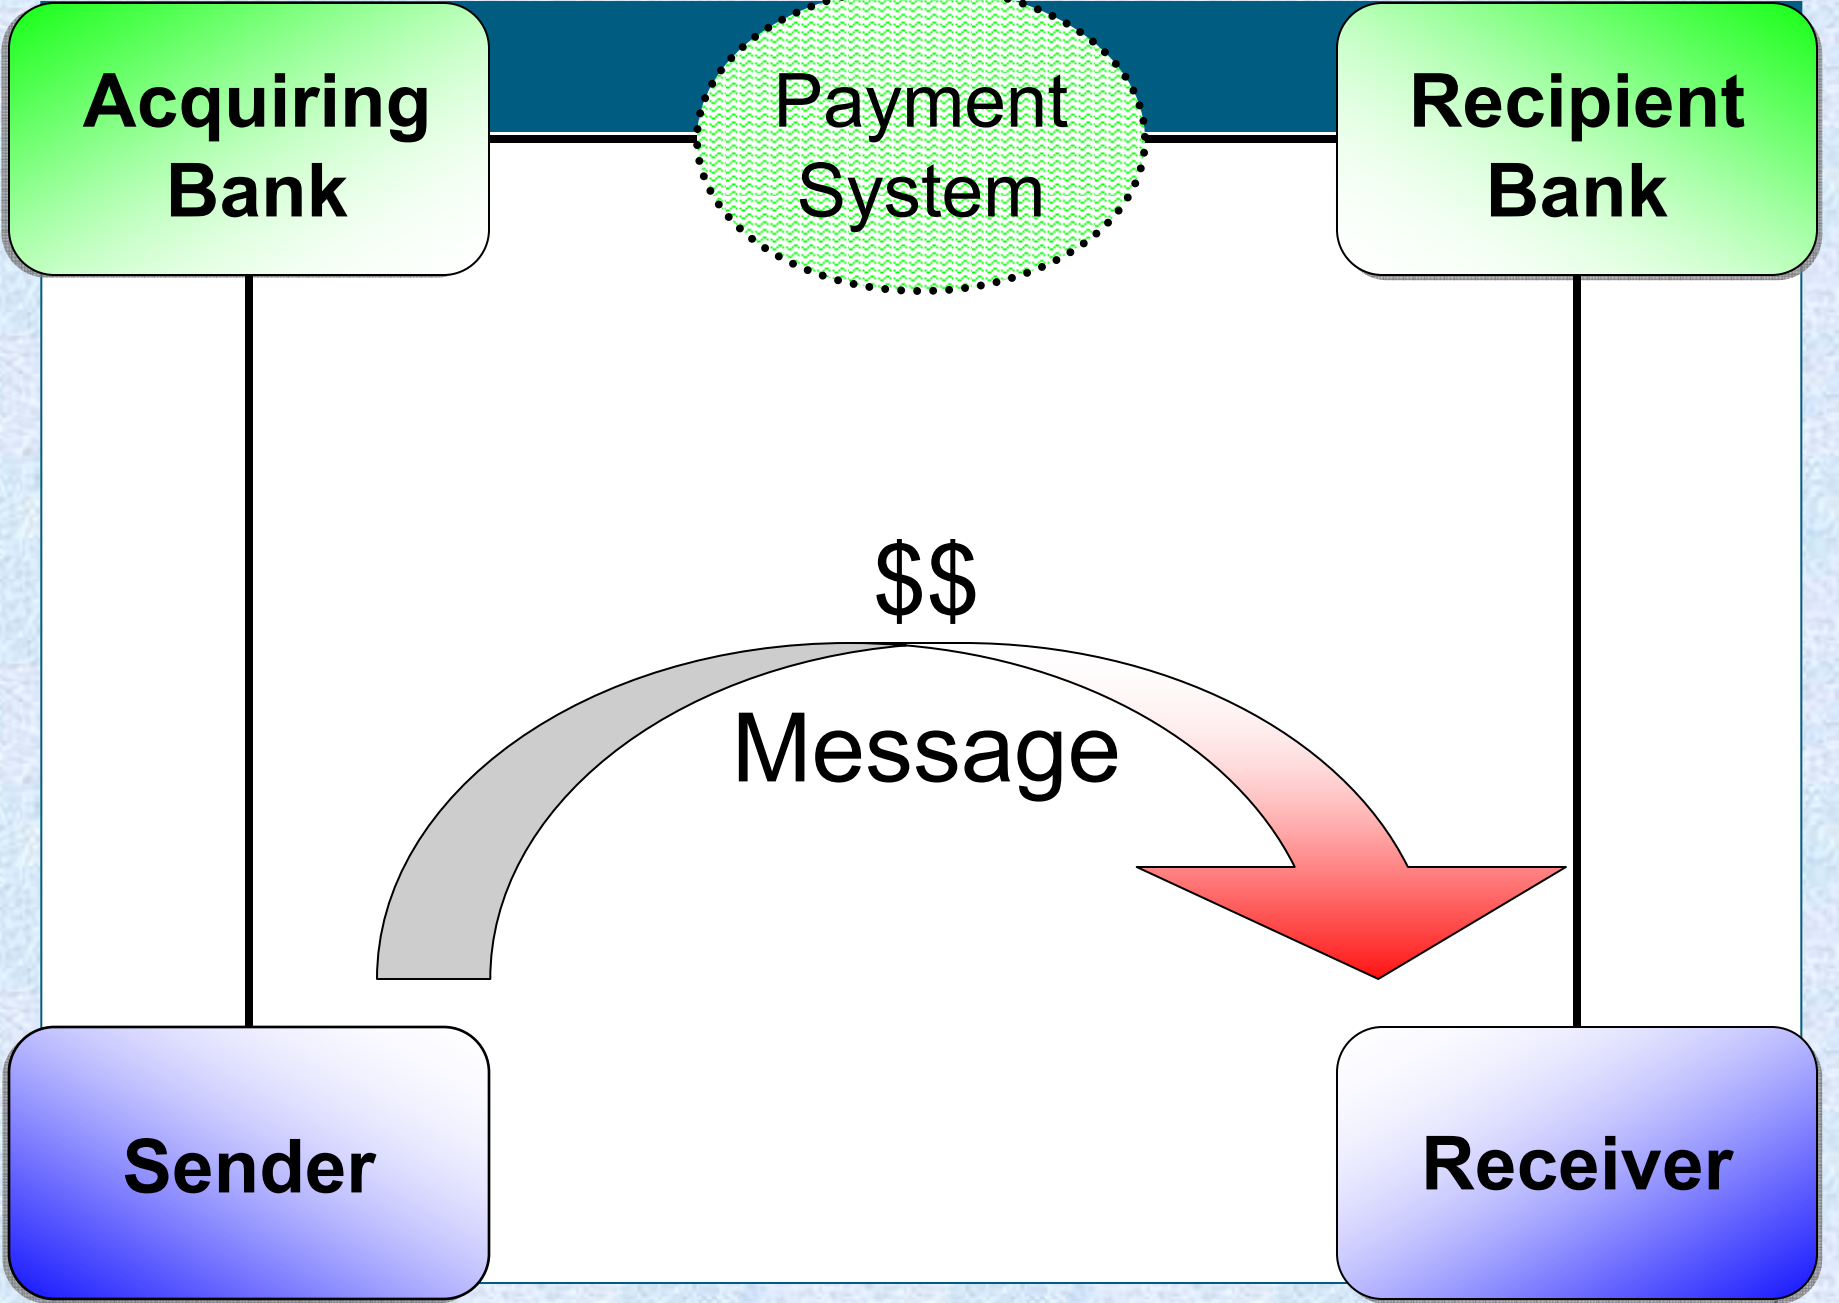 Acquiring
Bank
Payment
System
Recipient
Bank
$$
Message
Sender
Receiver